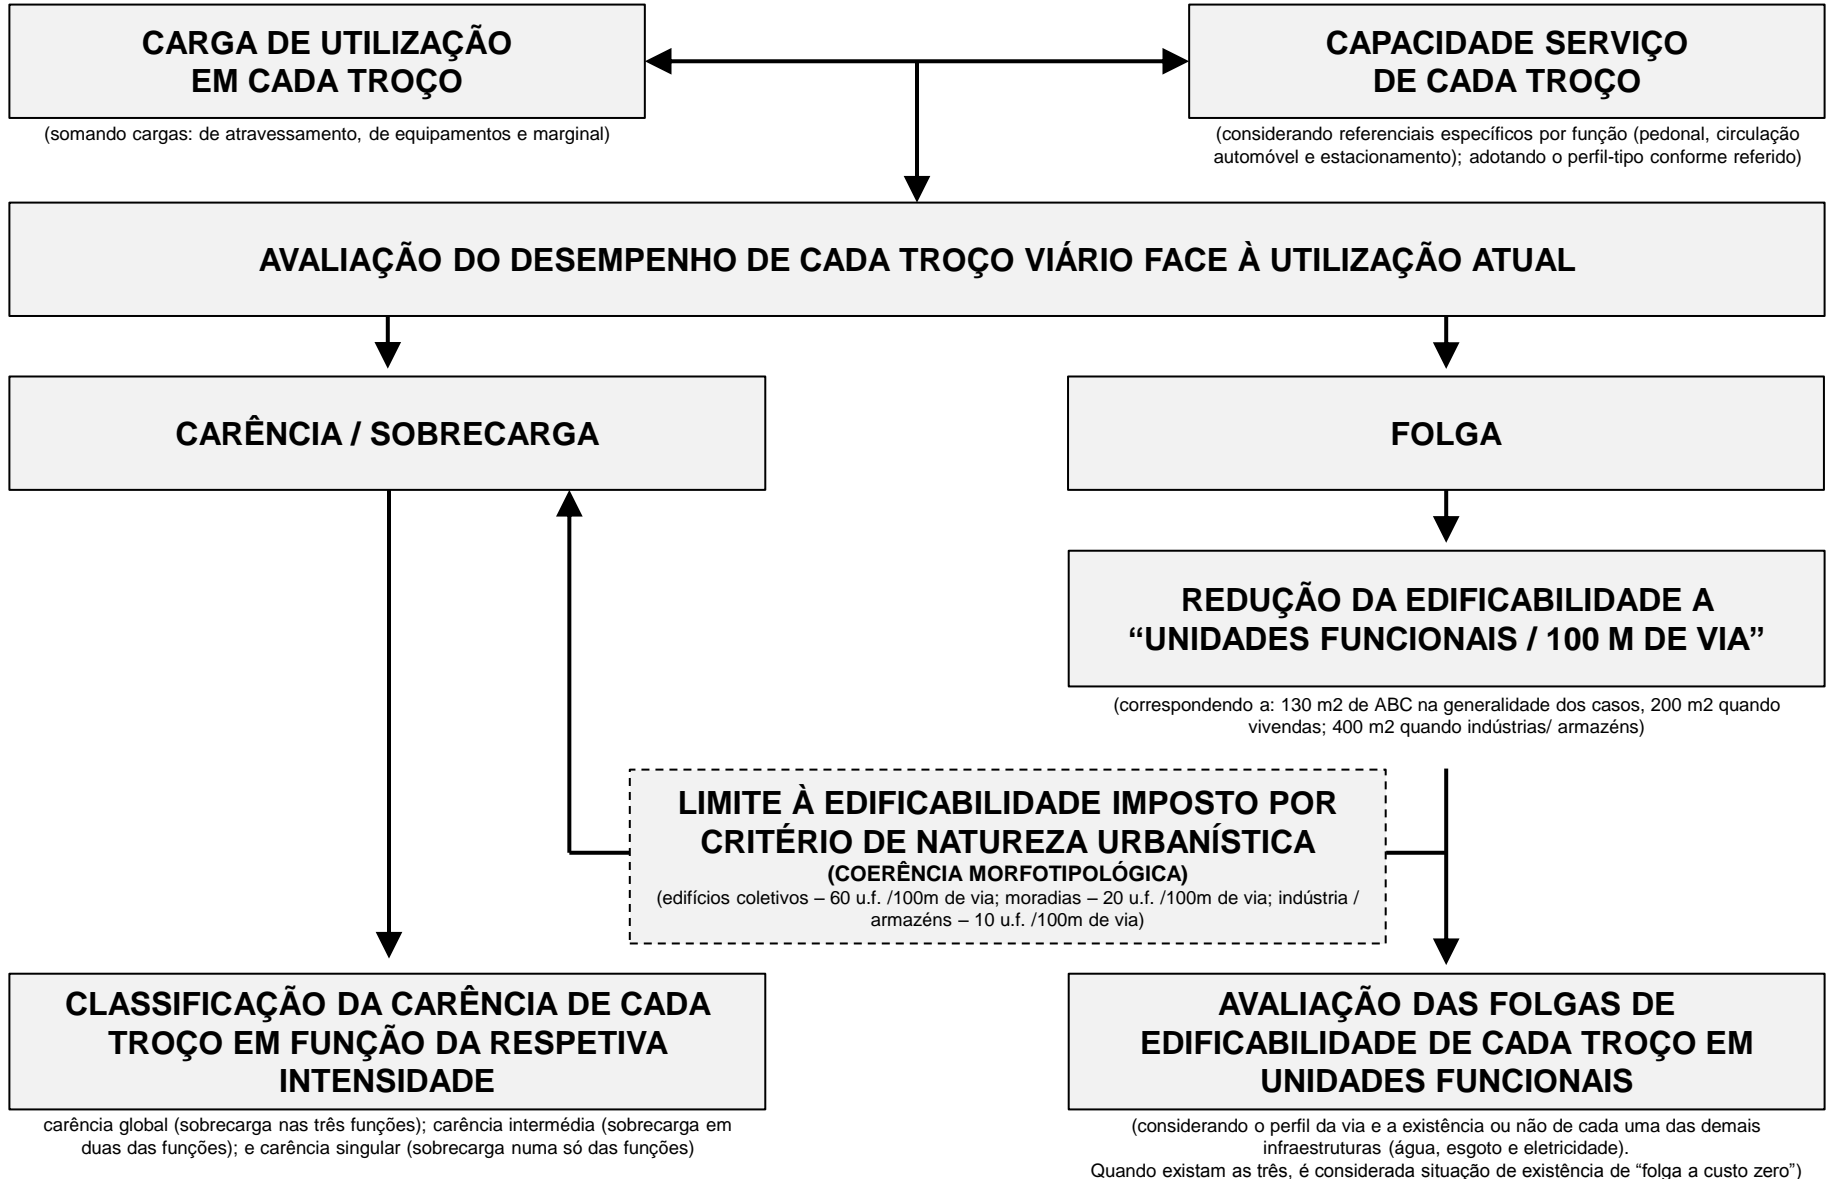 CARGA DE UTILIZAÇÃO
EM CADA TROÇO
(somando cargas: de atravessamento, de equipamentos e marginal)
CAPACIDADE SERVIÇO
DE CADA TROÇO
(considerando referenciais específicos por função (pedonal, circulação
automóvel e estacionamento); adotando o perfil-tipo conforme referido)
AVALIAÇÃO DO DESEMPENHO DE CADA TROÇO VIÁRIO FACE À UTILIZAÇÃO ATUAL
CARÊNCIA / SOBRECARGA
FOLGA
REDUÇÃO DA EDIFICABILIDADE A
“UNIDADES FUNCIONAIS / 100 M DE VIA”
(correspondendo a: 130 m2 de ABC na generalidade dos casos, 200 m2 quando
vivendas; 400 m2 quando indústrias/ armazéns)
LIMITE À EDIFICABILIDADE IMPOSTO POR
CRITÉRIO DE NATUREZA URBANÍSTICA
(COERÊNCIA MORFOTIPOLÓGICA)
(edifícios coletivos – 60 u.f. /100m de via; moradias – 20 u.f. /100m de via; indústria /
armazéns – 10 u.f. /100m de via)
CLASSIFICAÇÃO DA CARÊNCIA DE CADA
TROÇO EM FUNÇÃO DA RESPETIVA
INTENSIDADE
carência global (sobrecarga nas três funções); carência intermédia (sobrecarga em
duas das funções); e carência singular (sobrecarga numa só das funções)
AVALIAÇÃO DAS FOLGAS DE
EDIFICABILIDADE DE CADA TROÇO EM
UNIDADES FUNCIONAIS
(considerando o perfil da via e a existência ou não de cada uma das demais
infraestruturas (água, esgoto e eletricidade).
Quando existam as três, é considerada situação de existência de “folga a custo zero”)